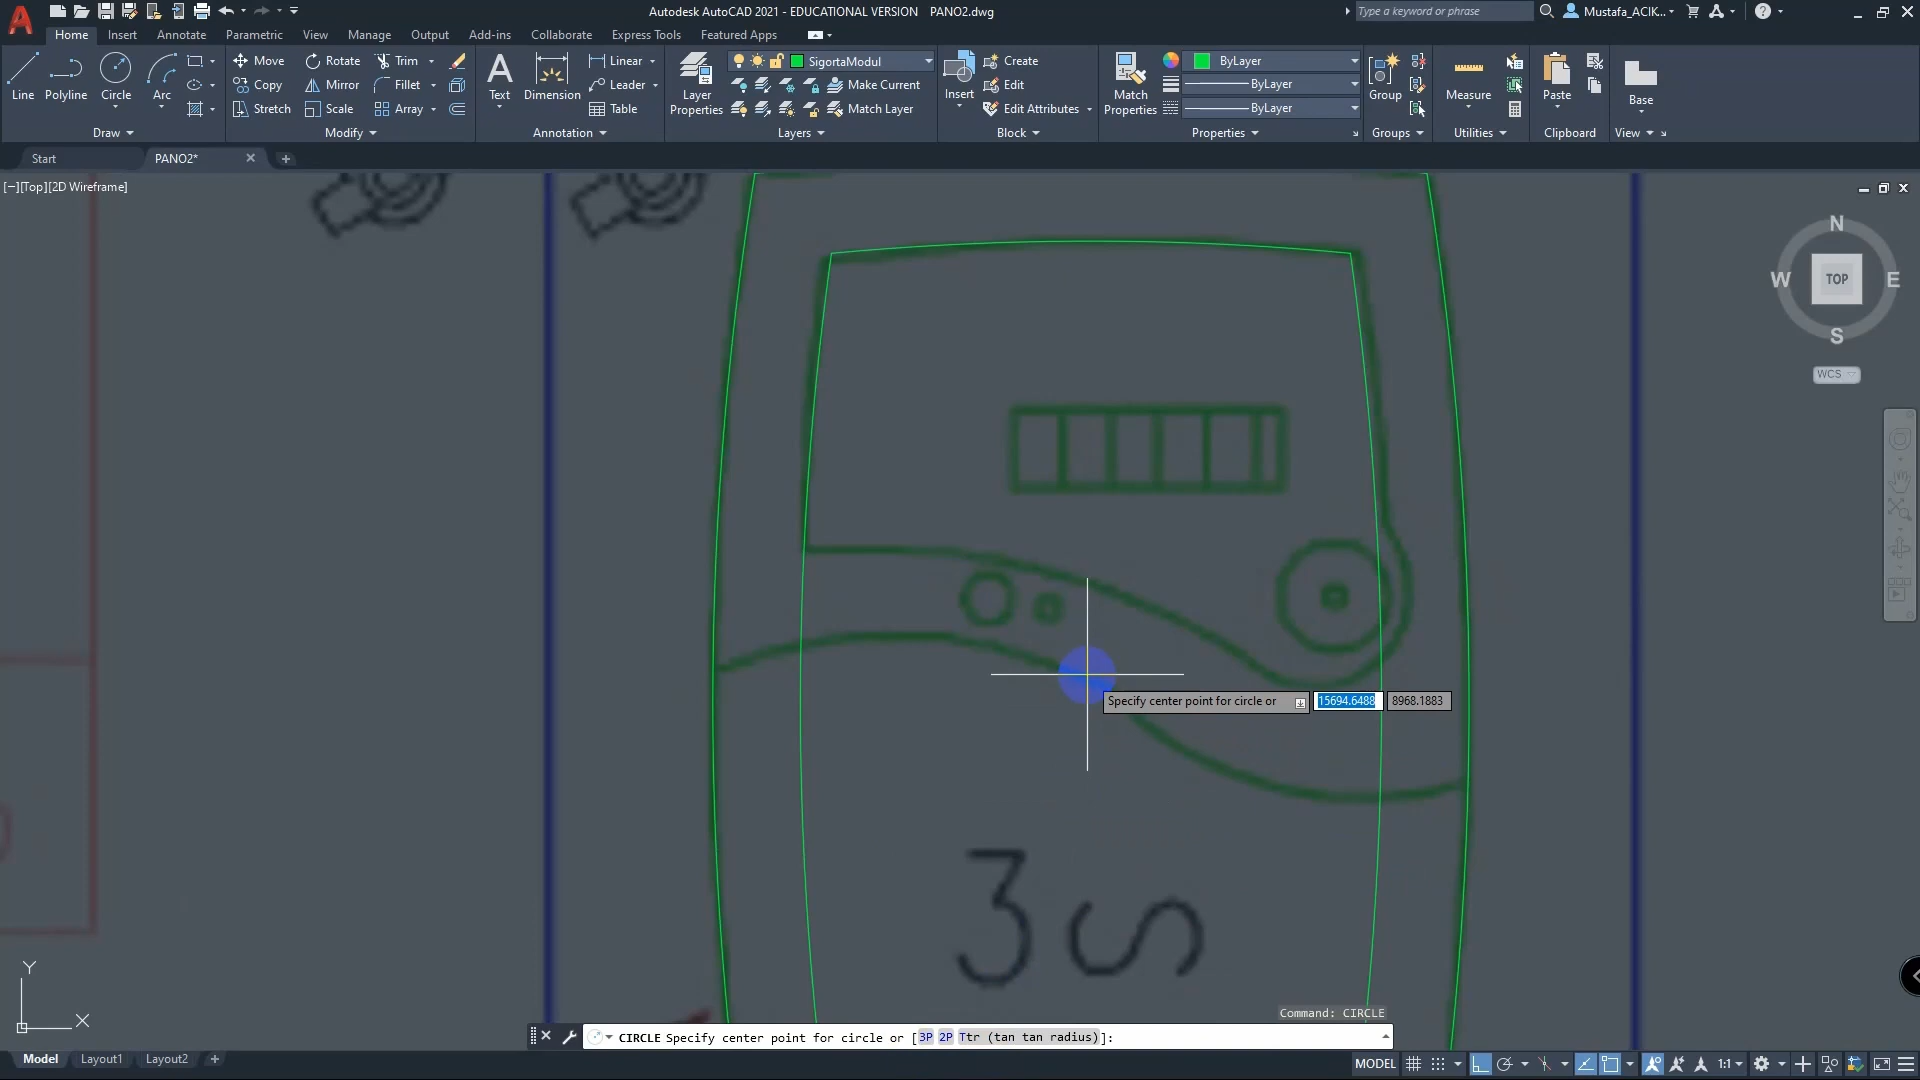 Autodesk AutoCAD 2021 - EDUCATIONAL VERSION PANO2.dwg
Type a keyword or phrase
Mustafa_ACIK...
Home Insert Annotate Parametric View Manage Output Add-ins Collaborate Express Tools Featured Apps
Line Polyline Circle Arc
Move Rotate Trim
Copy Mirror Fillet
Stretch Scale Array
Text Dimension
Linear
Leader
Table
Layer Properties
SigortaModul
Make Current
Match Layer
Insert
Create
Edit
Edit Attributes
Match Properties
ByLayer
ByLayer
ByLayer
Group
Measure
Paste
Base
Draw Modify Annotation Layers Block Properties Groups Utilities Clipboard View
Start PANO2*
[−][Top][2D Wireframe]
N
W TOP E
S
WCS
Specify center point for circle or 15694.6488 8968.1883
3 S
Y
X
Command: CIRCLE
CIRCLE Specify center point for circle or [3P 2P Ttr (tan tan radius)]:
Model Layout1 Layout2
MODEL 1:1